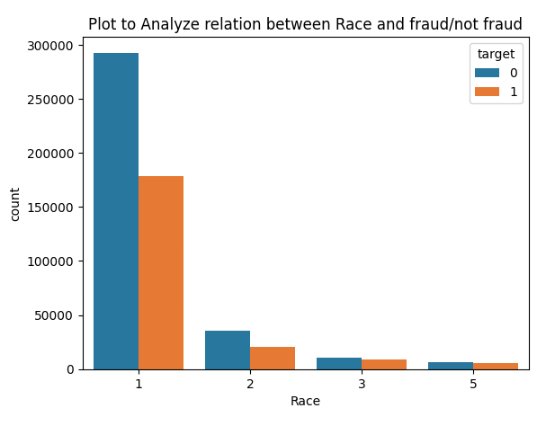 Plot to Analyze relation between Race and fraud/not fraud
target
0
1
300000
250000
200000
150000
100000
50000
0
count
1 2 3 5
Race